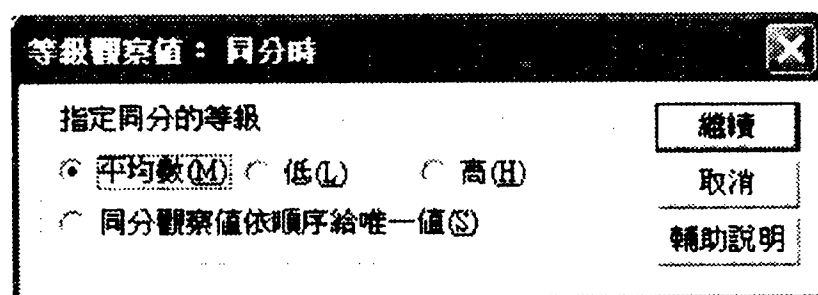 等級觀察值：同分時
指定同分的等級
平均數(M) 低(L) 高(H)
同分觀察值依順序給唯一值(S)
繼續
取消
輔助說明